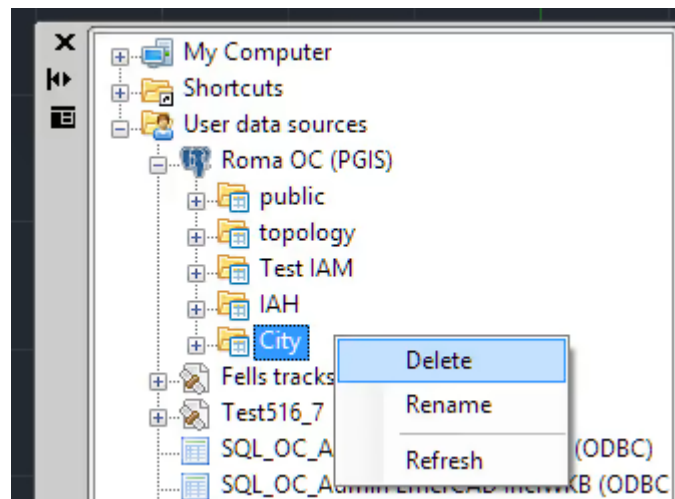 My Computer
Shortcuts
User data sources
Roma OC (PGIS)
public
topology
Test IAM
IAH
City
Delete
Fells tracks
Rename
Test516_7
SQL_OC_A (ODBC)
Refresh
SQL_OC_Admin (ODBC